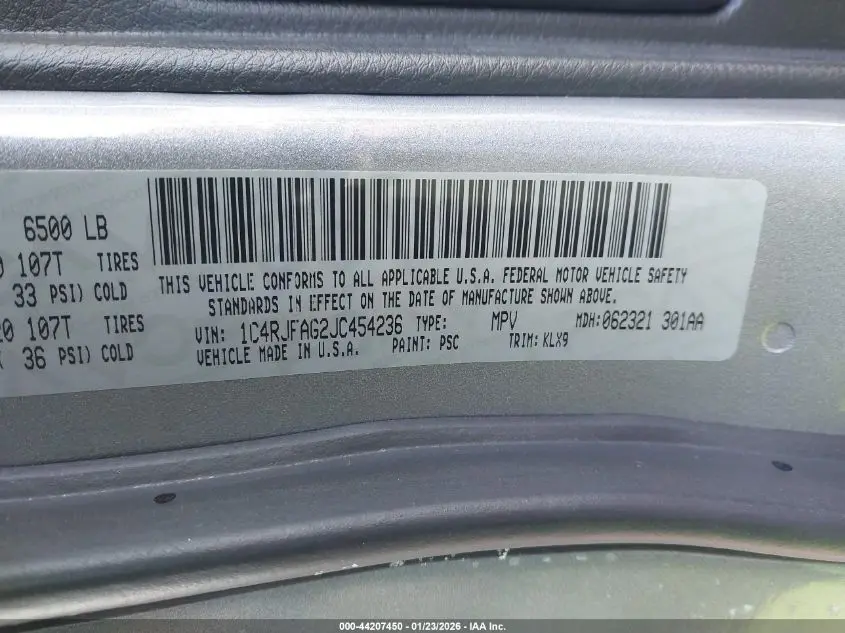 6500 LB
107T TIRES
33 PSI) COLD
107T TIRES
36 PSI) COLD
THIS VEHICLE CONFORMS TO ALL APPLICABLE U.S.A. FEDERAL MOTOR VEHICLE SAFETY
STANDARDS IN EFFECT ON THE DATE OF MANUFACTURE SHOWN ABOVE.
VIN: 1C4RJFAG2JC454236 TYPE: MPV MDH:062321 301AA
VEHICLE MADE IN U.S.A. PAINT: PSC TRIM: KLX9
000-44207450 - 01/23/2026 - IAA Inc.